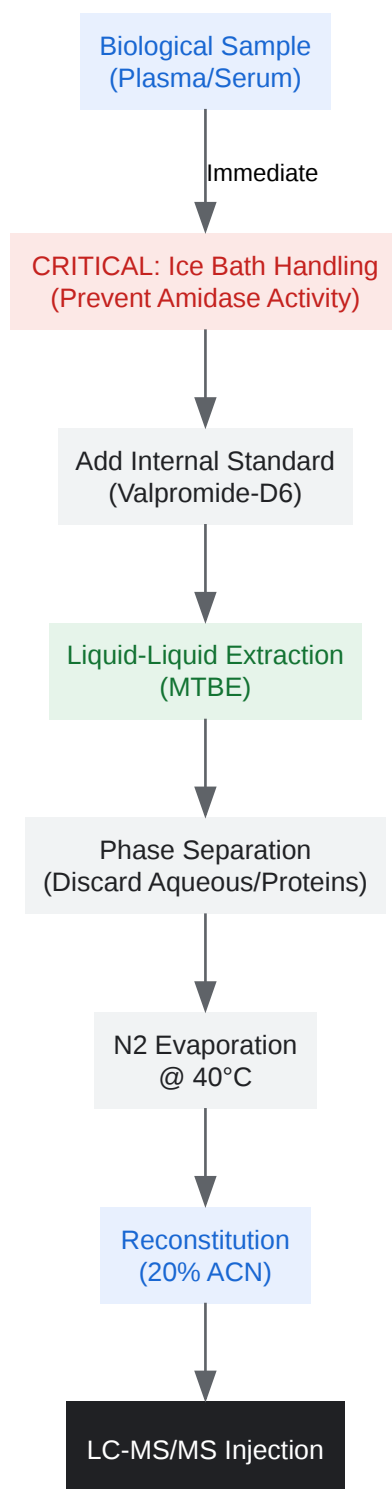 Biological Sample
(Plasma/Serum)
Immediate
CRITICAL: Ice Bath Handling
(Prevent Amidase Activity)
Add Internal Standard
(Valpromide-D6)
Liquid-Liquid Extraction
(MTBE)
Phase Separation
(Discard Aqueous/Proteins)
N2 Evaporation
@ 40°C
Reconstitution
(20% ACN)
LC-MS/MS Injection